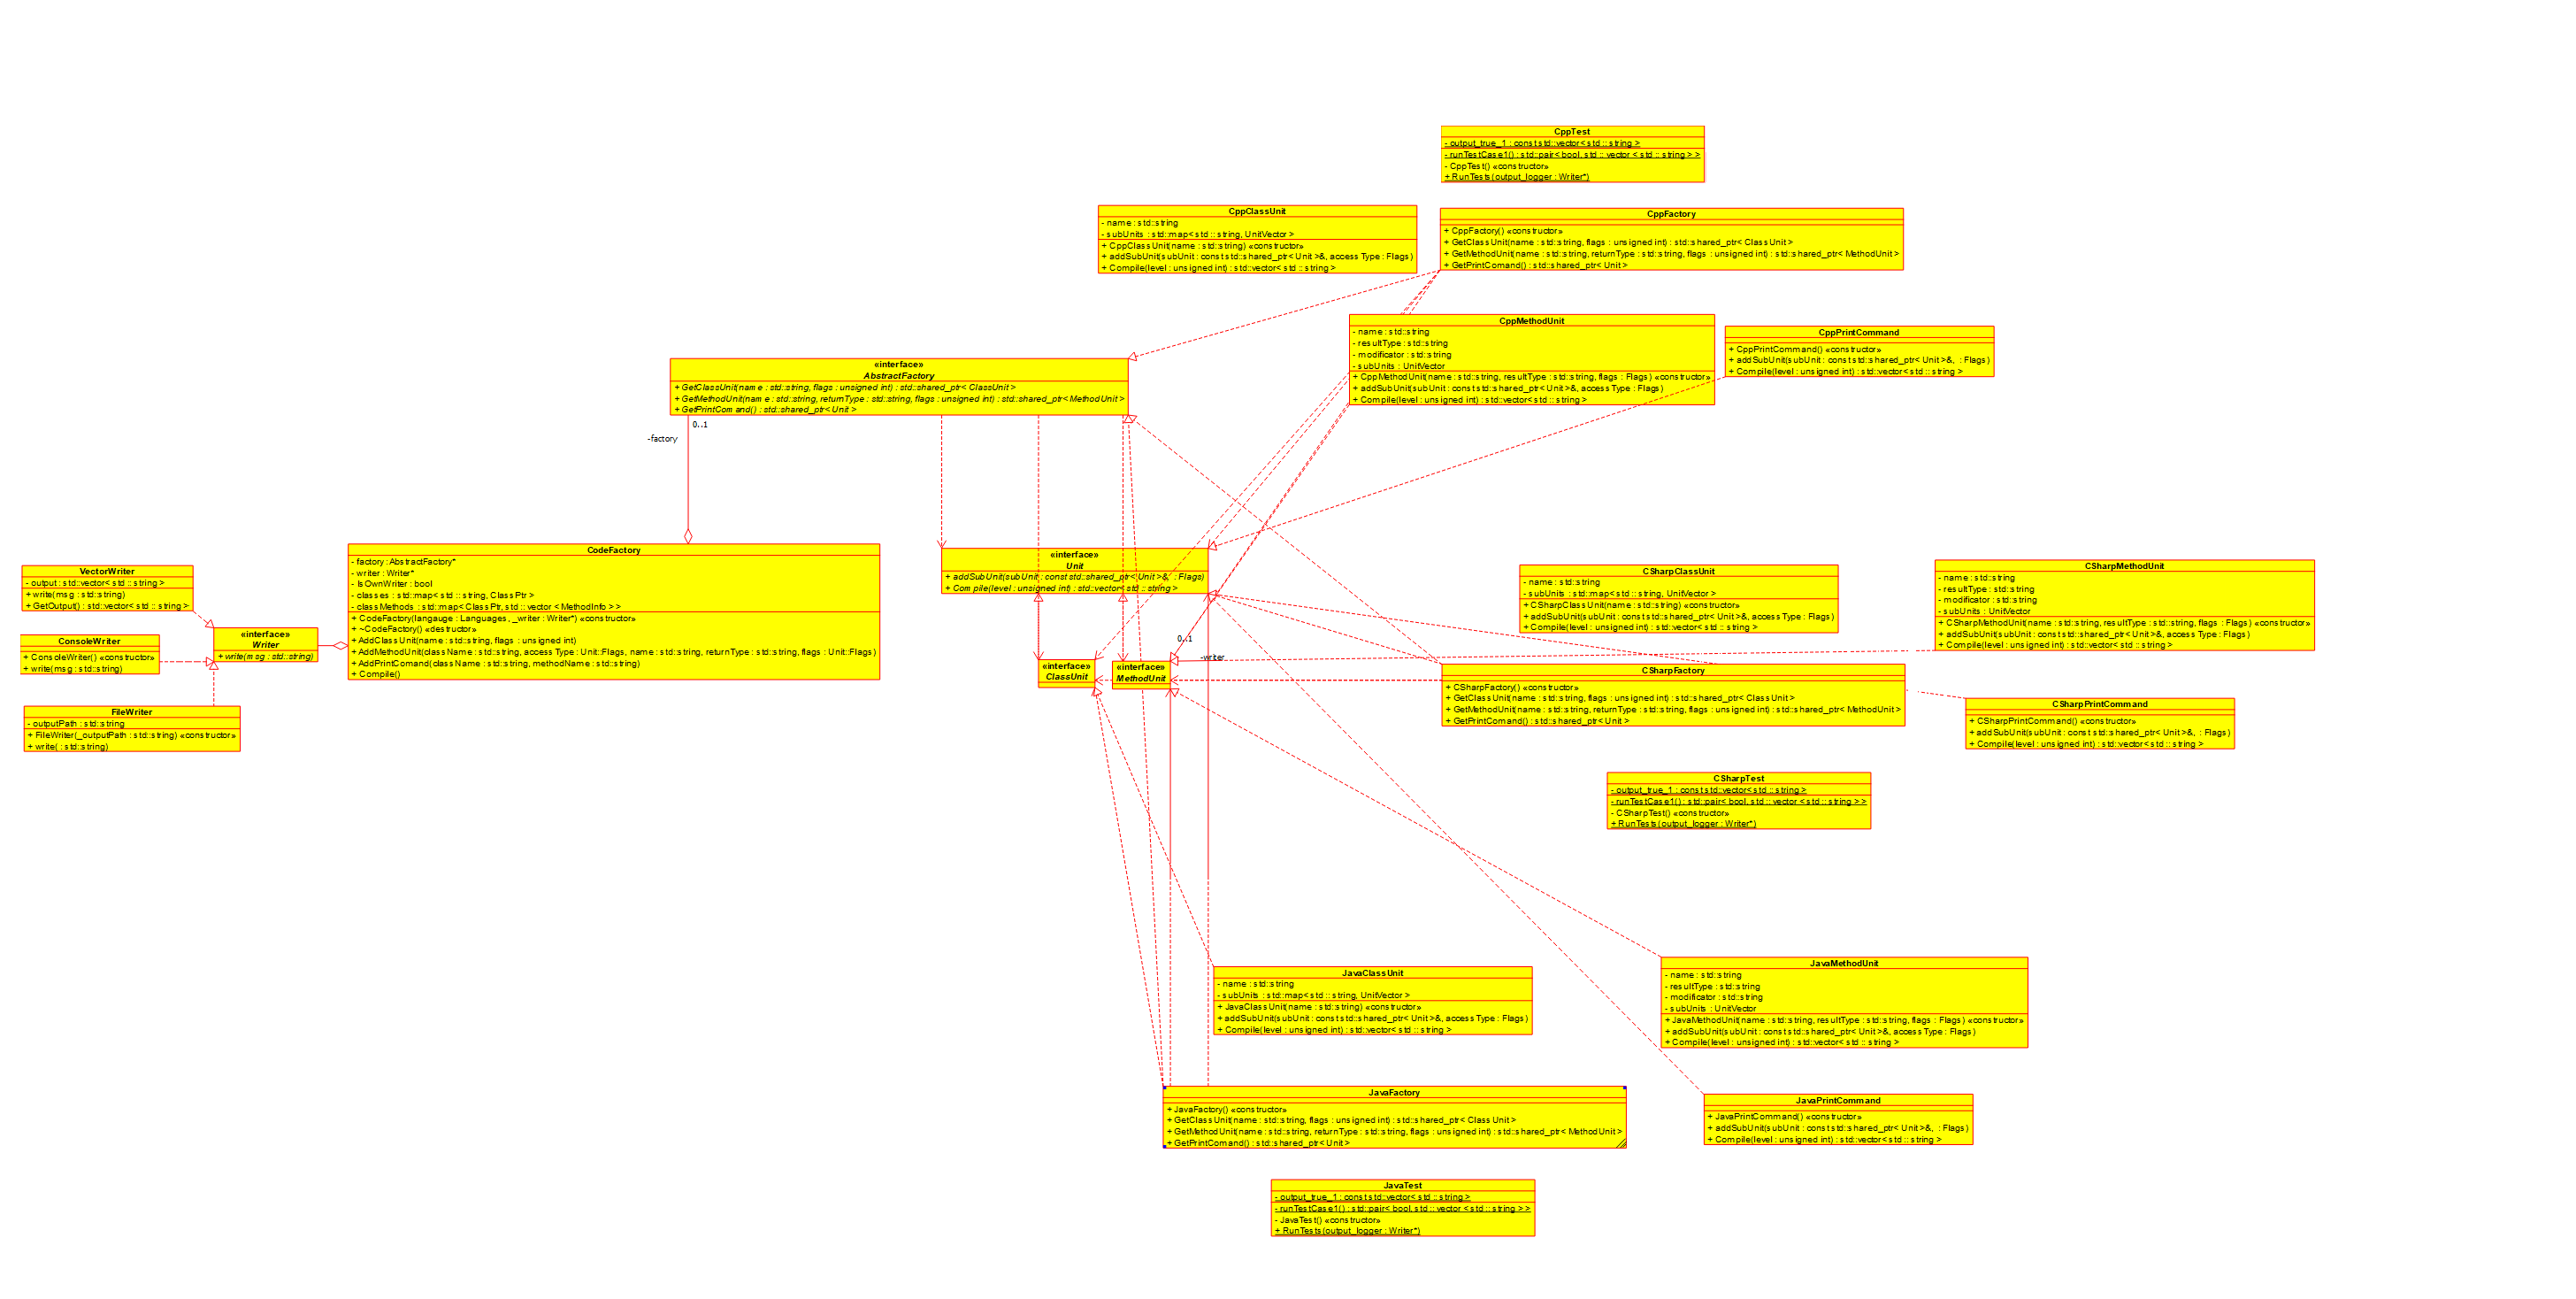 CppTest
- output_true_1 : const std::vector< std :: string >
- runTestCase1() : std::pair< bool, std :: vector < std :: string > >
- CppTest() «constructor»
+ RunTests(output_logger : Writer*)
CppClassUnit
- name : std::string
- subUnits : std::map< std :: string, UnitVector >
+ CppClassUnit(name : std::string) «constructor»
+ addSubUnit(subUnit : const std::shared_ptr< Unit >&, access Type : Flags)
+ Compile(level : unsigned int) : std::vector< std :: string >
CppFactory
+ CppFactory() «constructor»
+ GetClassUnit(name : std::string, flags : unsigned int) : std::shared_ptr< ClassUnit >
+ GetMethodUnit(name : std::string, returnType : std::string, flags : unsigned int) : std::shared_ptr< MethodUnit >
+ GetPrintComand() : std::shared_ptr< Unit >
CppMethodUnit
- name : std::string
- resultType : std::string
- modificator : std::string
- subUnits : UnitVector
+ CppMethodUnit(name : std::string, resultType : std::string, flags : Flags) «constructor»
+ addSubUnit(subUnit : const std::shared_ptr< Unit >&, access Type : Flags)
+ Compile(level : unsigned int) : std::vector< std :: string >
CppPrintCommand
+ CppPrintCommand() «constructor»
+ addSubUnit(subUnit : const std::shared_ptr< Unit >&, : Flags)
+ Compile(level : unsigned int) : std::vector< std :: string >
«interface»
AbstractFactory
+ GetClassUnit(name : std::string, flags : unsigned int) : std::shared_ptr< ClassUnit >
+ GetMethodUnit(name : std::string, returnType : std::string, flags : unsigned int) : std::shared_ptr< MethodUnit >
+ GetPrintComand() : std::shared_ptr< Unit >
0..1
-factory
CodeFactory
- factory : AbstractFactory*
- writer : Writer*
- IsOwnWriter : bool
- classes : std::map< std :: string, ClassPtr >
- classMethods : std::map< ClassPtr, std :: vector < MethodInfo > >
+ CodeFactory(langauge : Languages, _writer : Writer*) «constructor»
+ ~CodeFactory() «destructor»
+ AddClassUnit(name : std::string, flags : unsigned int)
+ AddMethodUnit(className : std::string, access Type : Unit::Flags, name : std::string, returnType : std::string, flags : Unit::Flags)
+ AddPrintComand(className : std::string, methodName : std::string)
+ Compile()
VectorWriter
- output : std::vector< std :: string >
+ write(msg : std::string)
+ GetOutput() : std::vector< std :: string >
ConsoleWriter
+ ConsoleWriter() «constructor»
+ write(msg : std::string)
«interface»
Writer
+ write(msg : std::string)
FileWriter
- outputPath : std::string
+ FileWriter(_outputPath : std::string) «constructor»
+ write( : std::string)
«interface»
Unit
+ addSubUnit(subUnit : const std::shared_ptr< Unit >&, : Flags)
+ Compile(level : unsigned int) : std::vector< std :: string >
0..1
-writer
«interface»
ClassUnit
«interface»
MethodUnit
CSharpClassUnit
- name : std::string
- subUnits : std::map< std :: string, UnitVector >
+ CSharpClassUnit(name : std::string) «constructor»
+ addSubUnit(subUnit : const std::shared_ptr< Unit >&, access Type : Flags)
+ Compile(level : unsigned int) : std::vector< std :: string >
CSharpMethodUnit
- name : std::string
- resultType : std::string
- modificator : std::string
- subUnits : UnitVector
+ CSharpMethodUnit(name : std::string, resultType : std::string, flags : Flags) «constructor»
+ addSubUnit(subUnit : const std::shared_ptr< Unit >&, access Type : Flags)
+ Compile(level : unsigned int) : std::vector< std :: string >
CSharpFactory
+ CSharpFactory() «constructor»
+ GetClassUnit(name : std::string, flags : unsigned int) : std::shared_ptr< ClassUnit >
+ GetMethodUnit(name : std::string, returnType : std::string, flags : unsigned int) : std::shared_ptr< MethodUnit >
+ GetPrintComand() : std::shared_ptr< Unit >
CSharpPrintCommand
+ CSharpPrintCommand() «constructor»
+ addSubUnit(subUnit : const std::shared_ptr< Unit >&, : Flags)
+ Compile(level : unsigned int) : std::vector< std :: string >
CSharpTest
- output_true_1 : const std::vector< std :: string >
- runTestCase1() : std::pair< bool, std :: vector < std :: string > >
- CSharpTest() «constructor»
+ RunTests(output_logger : Writer*)
JavaClassUnit
- name : std::string
- subUnits : std::map< std :: string, UnitVector >
+ JavaClassUnit(name : std::string) «constructor»
+ addSubUnit(subUnit : const std::shared_ptr< Unit >&, access Type : Flags)
+ Compile(level : unsigned int) : std::vector< std :: string >
JavaMethodUnit
- name : std::string
- resultType : std::string
- modificator : std::string
- subUnits : UnitVector
+ JavaMethodUnit(name : std::string, resultType : std::string, flags : Flags) «constructor»
+ addSubUnit(subUnit : const std::shared_ptr< Unit >&, access Type : Flags)
+ Compile(level : unsigned int) : std::vector< std :: string >
JavaFactory
+ JavaFactory() «constructor»
+ GetClassUnit(name : std::string, flags : unsigned int) : std::shared_ptr< Class Unit >
+ GetMethodUnit(name : std::string, returnType : std::string, flags : unsigned int) : std::shared_ptr< MethodUnit >
+ GetPrintComand() : std::shared_ptr< Unit >
JavaPrintCommand
+ JavaPrintCommand() «constructor»
+ addSubUnit(subUnit : const std::shared_ptr< Unit >&, : Flags)
+ Compile(level : unsigned int) : std::vector< std :: string >
JavaTest
- output_true_1 : const std::vector< std :: string >
- runTestCase1() : std::pair< bool, std :: vector < std :: string > >
- JavaTest() «constructor»
+ RunTests(output_logger : Writer*)